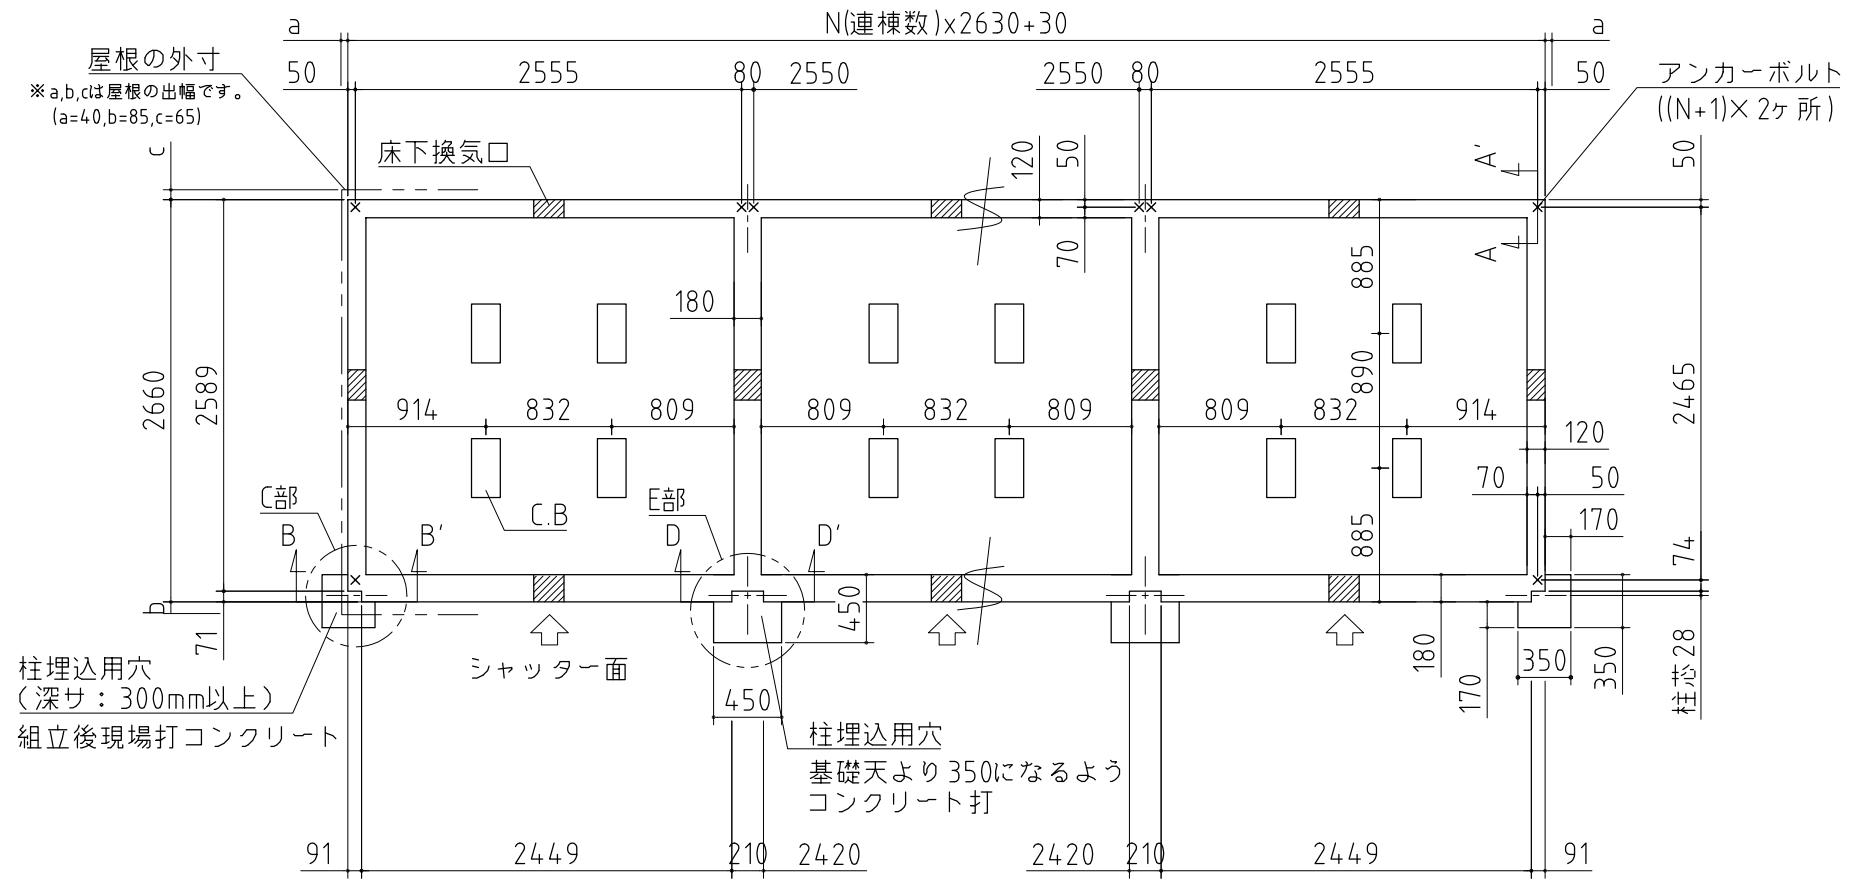 a
N(連棟数)x2630+30
a
屋根の外寸
※a,b,cは屋根の出幅です。
(a=40,b=85,c=65)
50
2555
80
2550
2550
80
2555
50
アンカーボルト
((N+1)×2ヶ所)
c
床下換気口
120
50
A'
50
70
A
885
180
2660
2589
914
832
809
809
832
809
809
832
914
890
2465
120
70
50
170
C部
C.B
E部
B
B'
D
D'
885
74
b
71
450
180
170
350
350
柱芯28
シャッター面
450
柱埋込用穴
(深サ:300mm以上)
組立後現場打コンクリート
柱埋込用穴
基礎天より350になるよう
コンクリート打
91
2449
210
2420
2420
210
2449
91